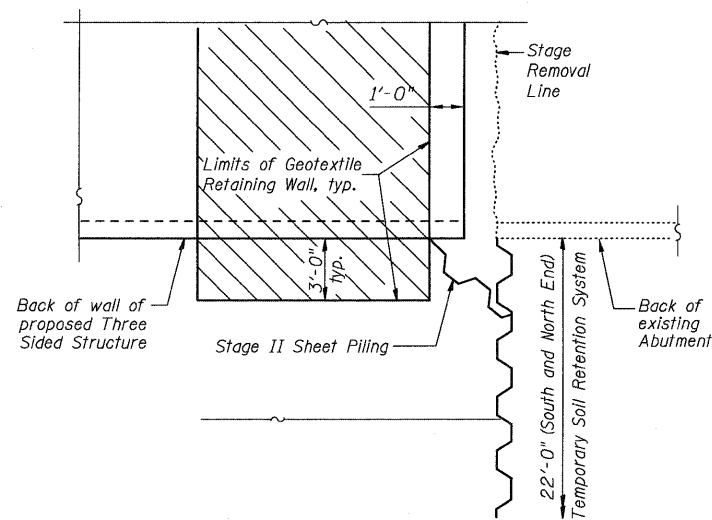 Stage
Removal
Line
1'-0"
Limits of Geotextile
Retaining Wall, typ.
3'-0"
typ.
Back of wall of
proposed Three
Sided Structure
Stage II Sheet Piling
22'-0" (South and North End)
Temporary Soil Retention System
Back of
existing
Abutment